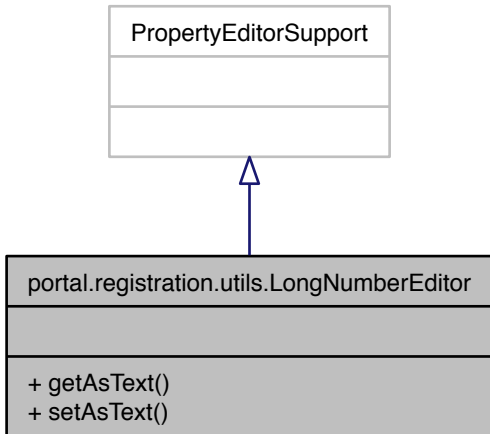 PropertyEditorSupport
portal.registration.utils.LongNumberEditor
+ getAsText()
+ setAsText()